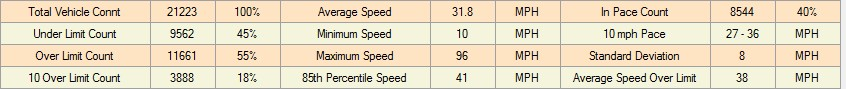 Total Vehicle Connt 21223 100% Average Speed 31.8 MPH In Pace Count 8544 40%
Under Limit Count 9562 45% Minimum Speed 10 MPH 10 mph Pace 27 - 36 MPH
Over Limit Count 11661 55% Maximum Speed 96 MPH Standard Deviation 8 MPH
10 Over Limit Count 3888 18% 85th Percentile Speed 41 MPH Average Speed Over Limit 38 MPH